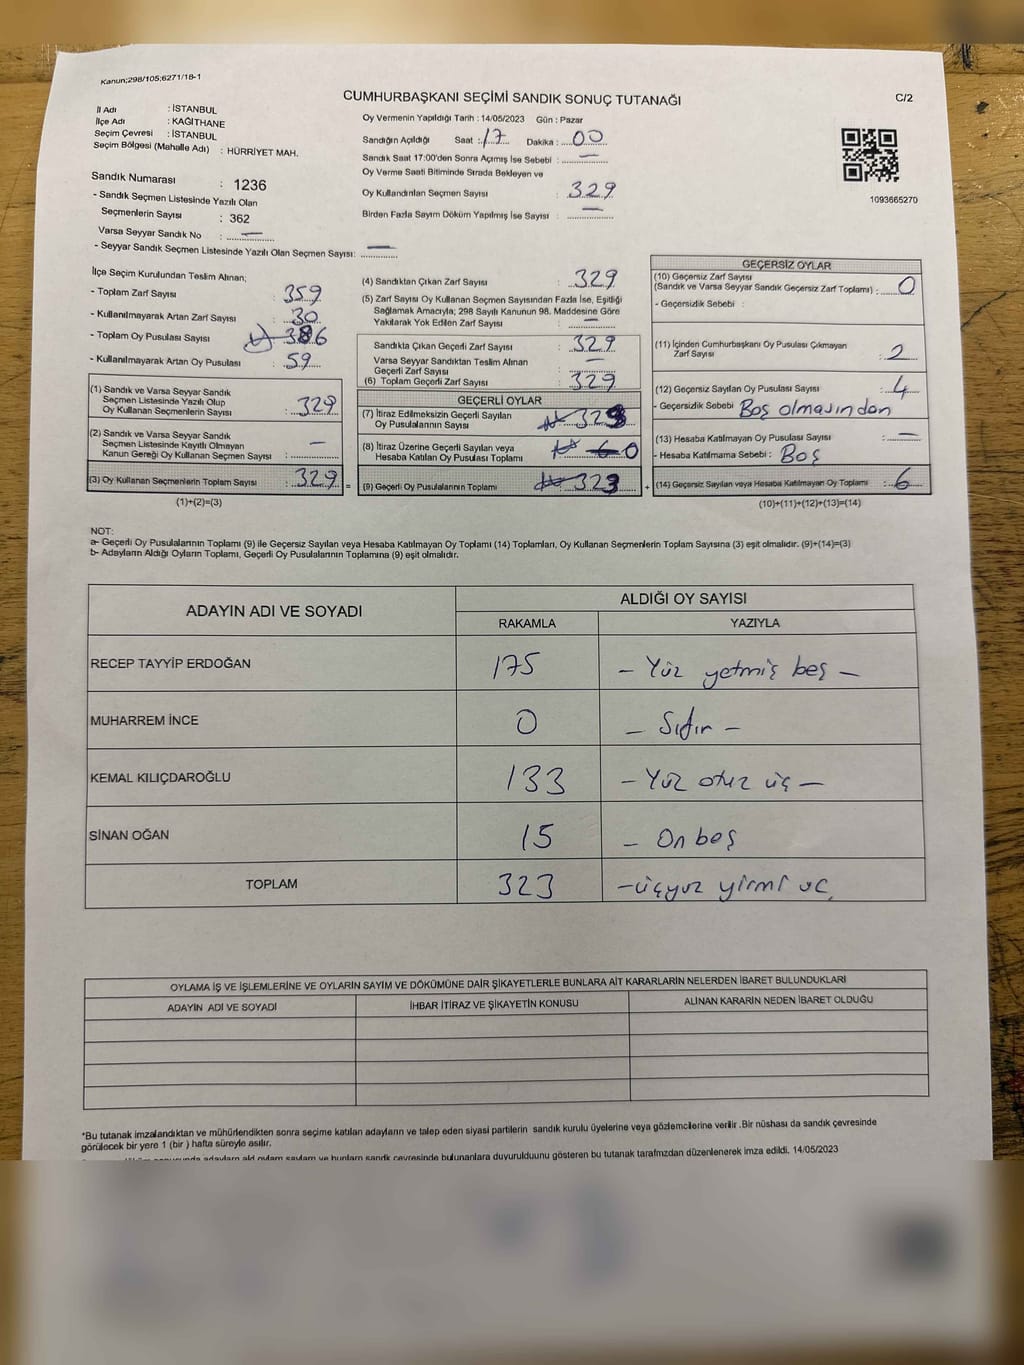 Kanun;298/105;6271/18-1
CUMHURBAŞKANI SEÇİMİ SANDIK SONUÇ TUTANAĞI
C/2
İl Adı : İSTANBUL
İlçe Adı : KAĞITHANE
Seçim Çevresi : İSTANBUL
Seçim Bölgesi (Mahalle Adı) : HÜRRİYET MAH.
Oy Vermenin Yapıldığı Tarih : 14/05/2023 Gün : Pazar
Sandığın Açıldığı Saat : 17 Dakika : 00
Sandık Saat 17:00'den Sonra Açımış İse Sebebi : —
Oy Verme Saati Bitiminde Sırada Bekleyen ve
Oy Kullandırılan Seçmen Sayısı : 329
Birden Fazla Sayım Döküm Yapılmış İse Sayısı : —
1093665270
Sandık Numarası : 1236
- Sandık Seçmen Listesinde Yazılı Olan
Seçmenlerin Sayısı : 362
Varsa Seyyar Sandık No : —
- Seyyar Sandık Seçmen Listesinde Yazılı Olan Seçmen Sayısı: —
İlçe Seçim Kurulundan Teslim Alınan;
- Toplam Zarf Sayısı : 359
- Kullanılmayarak Artan Zarf Sayısı : 30
- Toplam Oy Pusulası Sayısı : 386
- Kullanılmayarak Artan Oy Pusulası : 59
(1) Sandık ve Varsa Seyyar Sandık
Seçmen Listesinde Yazılı Olup
Oy Kullanan Seçmenlerin Sayısı : 329
(2) Sandık ve Varsa Seyyar Sandık
Seçmen Listesinde Kayıtlı Olmayan
Kanun Gereği Oy Kullanan Seçmen Sayısı : —
(3) Oy Kullanan Seçmenlerin Toplam Sayısı : 329 =
(1)+(2)=(3)
(4) Sandıktan Çıkan Zarf Sayısı : 329
(5) Zarf Sayısı Oy Kullanan Seçmen Sayısından Fazla İse, Eşitliği
Sağlamak Amacıyla; 298 Sayılı Kanunun 98. Maddesine Göre
Yakılarak Yok Edilen Zarf Sayısı : —
Sandıkta Çıkan Geçerli Zarf Sayısı : 329
Varsa Seyyar Sandıktan Teslim Alınan
Geçerli Zarf Sayısı : —
(6) Toplam Geçerli Zarf Sayısı : 329
GEÇERLİ OYLAR
(7) İtiraz Edilmeksizin Geçerli Sayılan
Oy Pusulalarının Sayısı : 323
(8) İtiraz Üzerine Geçerli Sayılan veya
Hesaba Katılan Oy Pusulası Toplamı : 0
(9) Geçerli Oy Pusulalarının Toplamı : 323 +
GEÇERSİZ OYLAR
(10) Geçersiz Zarf Sayısı
(Sandık ve Varsa Seyyar Sandık Geçersiz Zarf Toplamı) : 0
- Geçersizlik Sebebi :
(11) İçinden Cumhurbaşkanı Oy Pusulası Çıkmayan
Zarf Sayısı : 2
(12) Geçersiz Sayılan Oy Pusulası Sayısı : 4
- Geçersizlik Sebebi Boş olmasından
(13) Hesaba Katılmayan Oy Pusulası Sayısı : —
- Hesaba Katılmama Sebebi : Boş
(14) Geçersiz Sayılan veya Hesaba Katılmayan Oy Toplamı : 6
(10)+(11)+(12)+(13)=(14)
NOT:
a- Geçerli Oy Pusulalarının Toplamı (9) ile Geçersiz Sayılan veya Hesaba Katılmayan Oy Toplamı (14) Toplamları, Oy Kullanan Seçmenlerin Toplam Sayısına (3) eşit olmalıdır. (9)+(14)=(3)
b- Adayların Aldığı Oyların Toplamı, Geçerli Oy Pusulalarının Toplamına (9) eşit olmalıdır.
ADAYIN ADI VE SOYADI
ALDIĞI OY SAYISI
RAKAMLA YAZIYLA
RECEP TAYYİP ERDOĞAN 175 - Yüz yetmiş beş -
MUHARREM İNCE 0 - Sıfır -
KEMAL KILIÇDAROĞLU 133 - Yüz otuz üç -
SİNAN OĞAN 15 - On beş
TOPLAM 323 - üçyüz yirmi üç
OYLAMA İŞ VE İŞLEMLERİNE VE OYLARIN SAYIM VE DÖKÜMÜNE DAİR ŞİKAYETLERLE BUNLARA AİT KARARLARIN NELERDEN İBARET BULUNDUKLARI
ADAYIN ADI VE SOYADI İHBAR İTİRAZ VE ŞİKAYETİN KONUSU ALINAN KARARIN NEDEN İBARET OLDUĞU
*Bu tutanak imzalandıktan ve mühürlendikten sonra seçime katılan adayların ve talep eden siyasi partilerin sandık kurulu üyelerine veya gözlemcilerine verilir .Bir nüshası da sandık çevresinde
görülecek bir yere 1 (bir ) hafta süreyle asılır.
sandık çevresinde bulunanlara duyurulduunu gösteren bu tutanak tarafımzdan düzenlenerek imza edildi. 14/05/2023